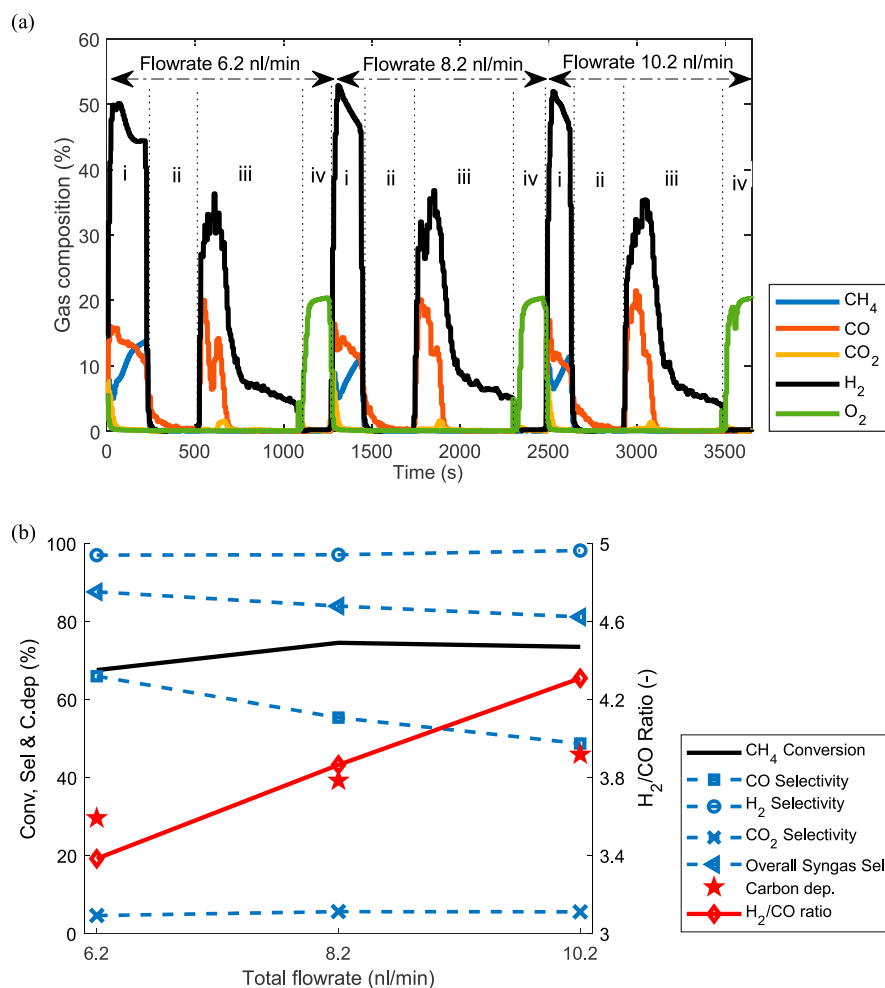 (a)
60
50
40
30
20
10
0
Gas composition (%)
Flowrate 6.2 nl/min
Flowrate 8.2 nl/min
Flowrate 10.2 nl/min
i
ii
iii
iv
i
ii
iii
iv
i
ii
iii
iv
0
500
1000
1500
2000
2500
3000
3500
Time (s)
CH4
CO
CO2
H2
O2
(b)
100
80
60
40
20
0
Conv, Sel & C.dep (%)
5
4.6
4.2
3.8
3.4
3
H2/CO Ratio (-)
6.2
8.2
10.2
Total flowrate (nl/min)
CH4 Conversion
CO Selectivity
H2 Selectivity
CO2 Selectivity
Overall Syngas Sel
Carbon dep.
H2/CO ratio